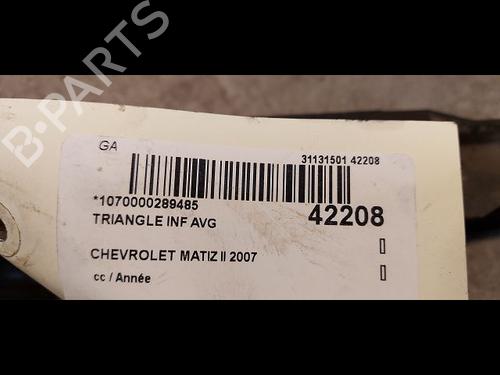 B-PARTS
GA
31131501 42208
*1070000289485
42208
TRIANGLE INF AVG
CHEVROLET MATIZ II 2007
cc / Année